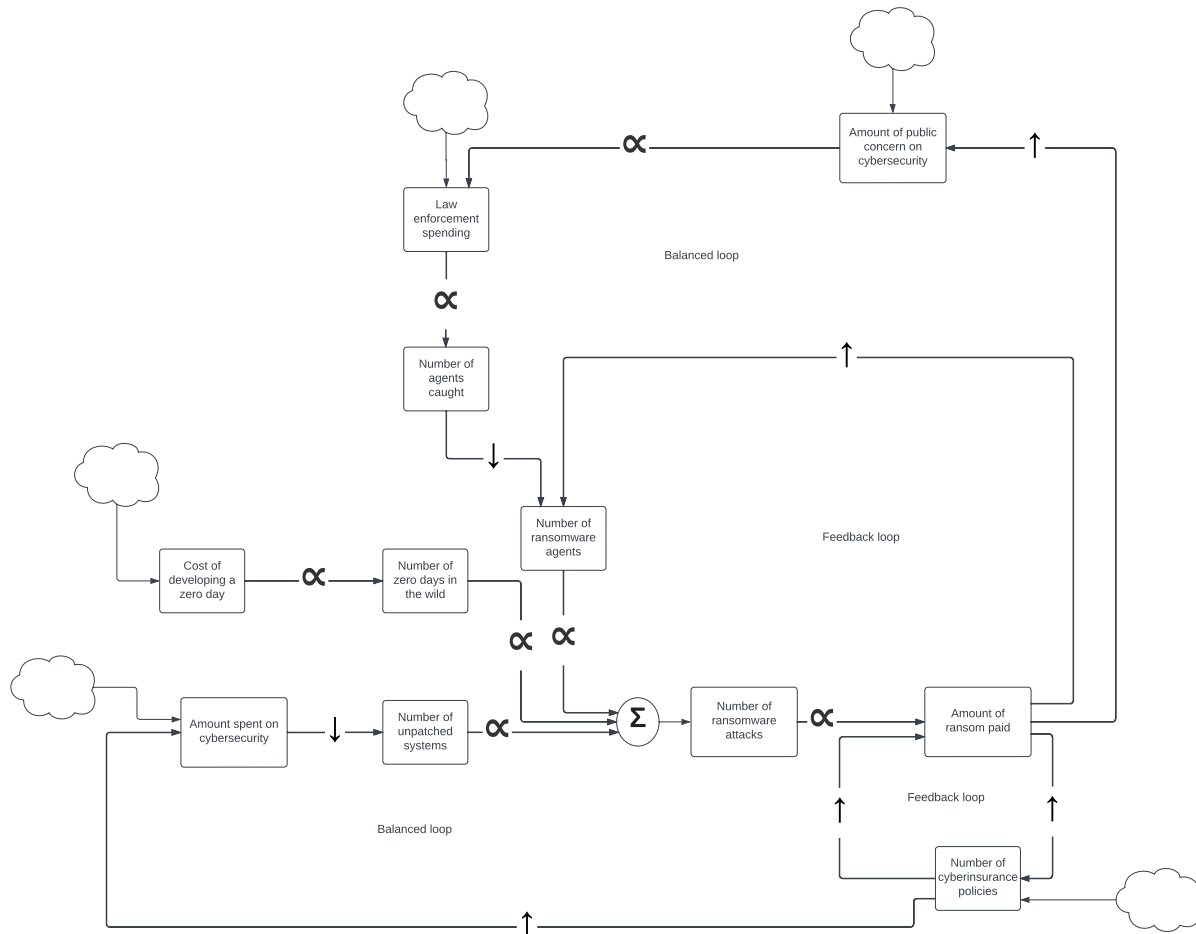 Amount of public
concern on
cybersecurity
↑
∝
Law
enforcement
spending
Balanced loop
∝
↑
Number of
agents
caught
↓
Number of
ransomware
agents
Feedback loop
Cost of
developing a
zero day
∝
Number of
zero days in
the wild
∝
∝
Amount spent on
cybersecurity
↓
Number of
unpatched
systems
∝
Σ
Number of
ransomware
attacks
∝
Amount of
ransom paid
Feedback loop
↑
↑
Balanced loop
Number of
cyberinsurance
policies
↑